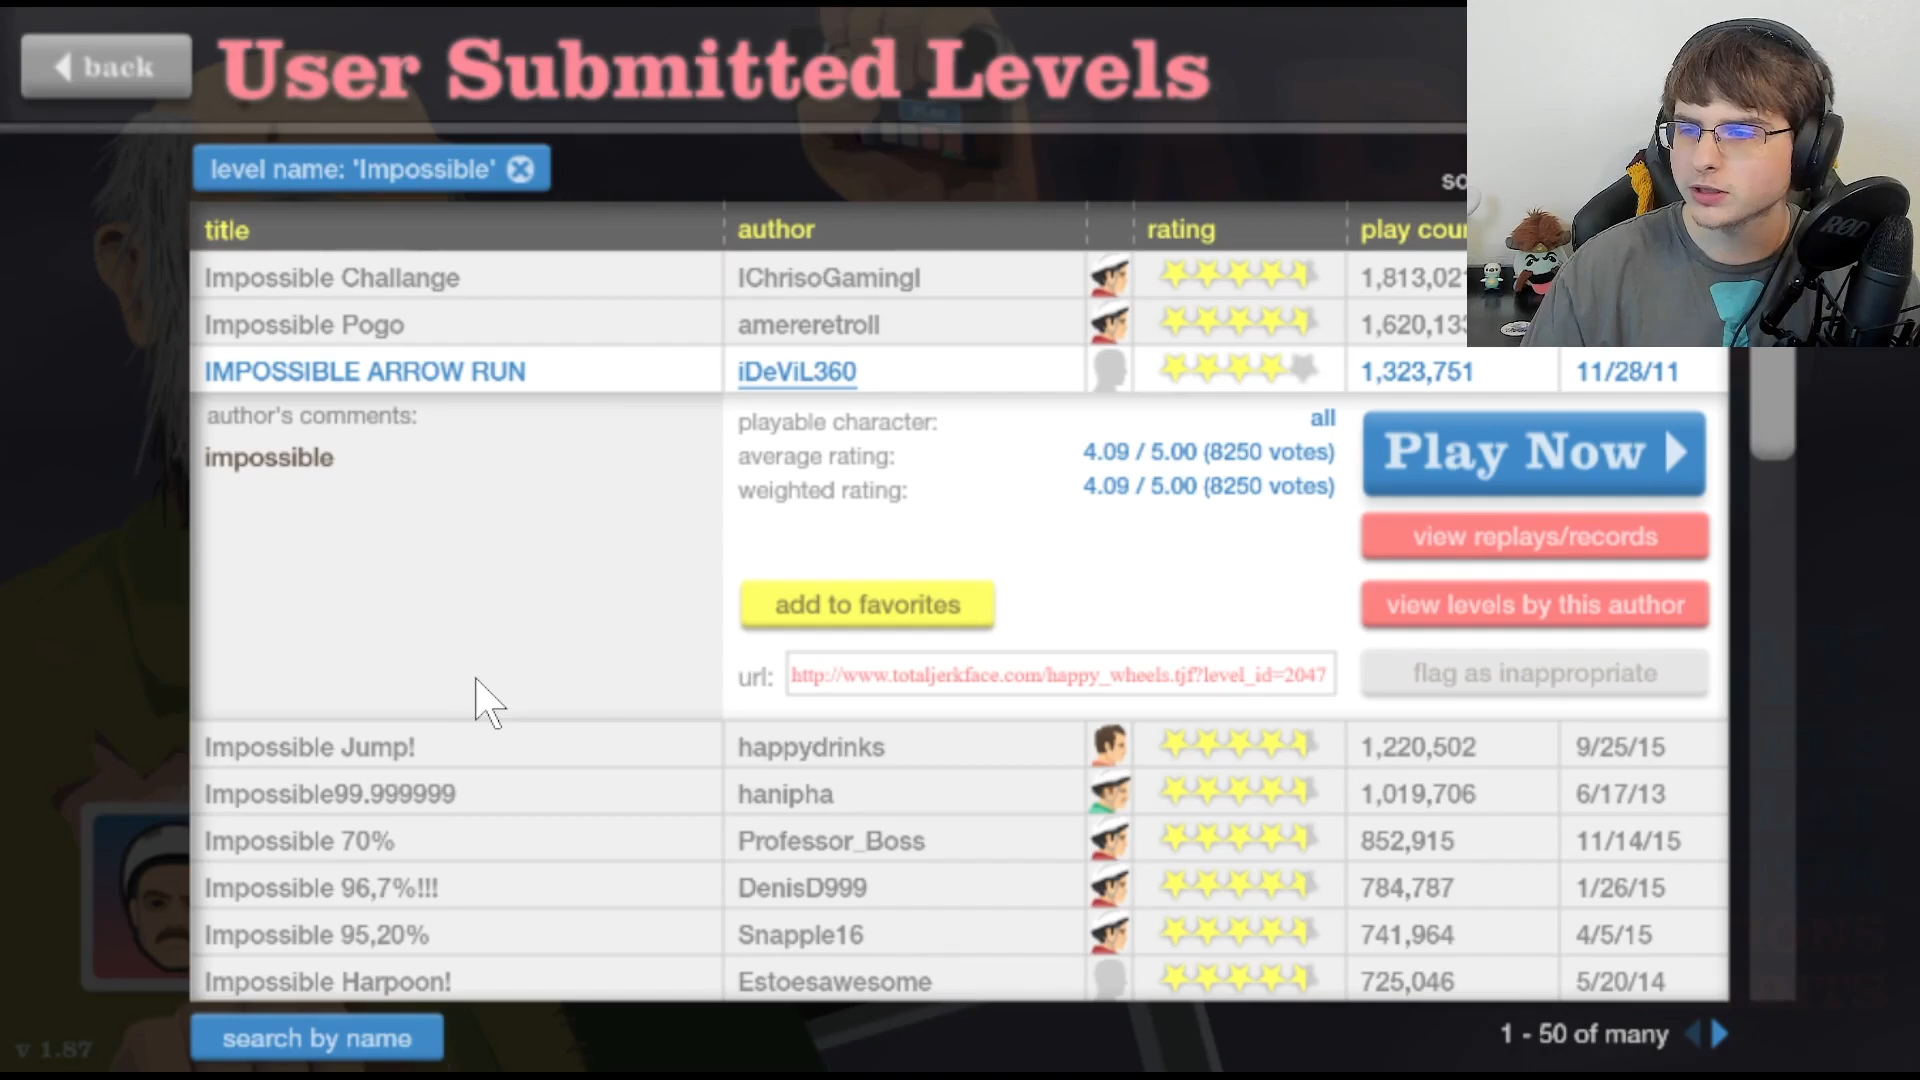 back
User Submitted Levels
level name: 'Impossible'
so
title author rating play cou
Impossible Challange IChrisoGamingI 1,813,02
Impossible Pogo amereretroll 1,620,133
IMPOSSIBLE ARROW RUN iDeViL360 1,323,751 11/28/11
author's comments:
impossible
playable character: all
average rating: 4.09 / 5.00 (8250 votes)
weighted rating: 4.09 / 5.00 (8250 votes)
Play Now
view replays/records
add to favorites
view levels by this author
url: http://www.totaljerkface.com/happy_wheels.tjf?level_id=2047
flag as inappropriate
Impossible Jump! happydrinks 1,220,502 9/25/15
Impossible99.999999 hanipha 1,019,706 6/17/13
Impossible 70% Professor_Boss 852,915 11/14/15
Impossible 96,7%!!! DenisD999 784,787 1/26/15
Impossible 95,20% Snapple16 741,964 4/5/15
Impossible Harpoon! Estoesawesome 725,046 5/20/14
search by name
1 - 50 of many
v 1.87
RØDE